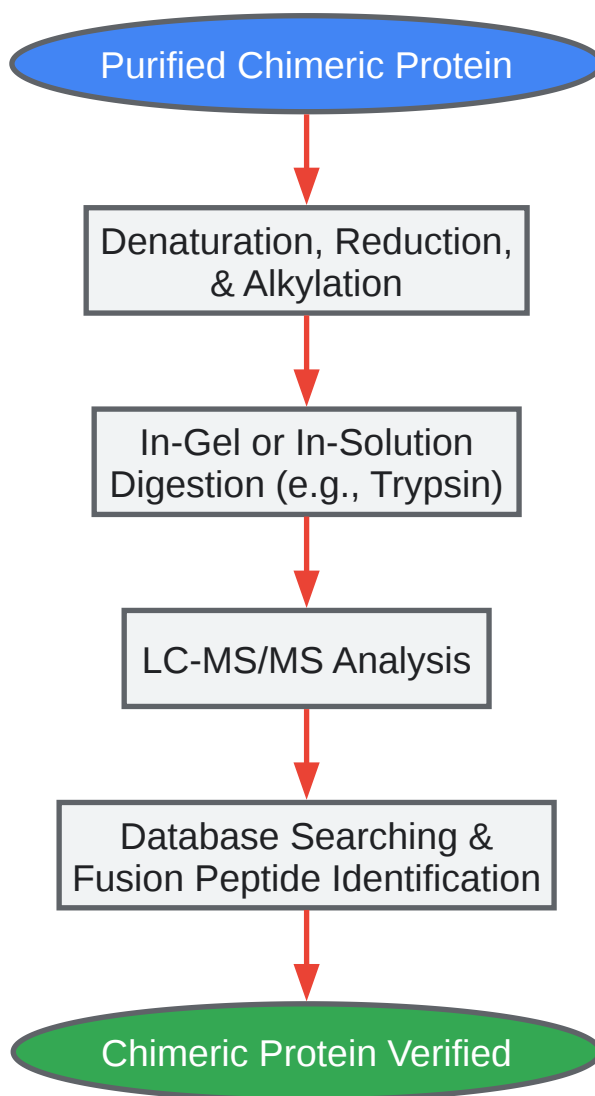 Purified Chimeric Protein
Denaturation, Reduction,
& Alkylation
In-Gel or In-Solution
Digestion (e.g., Trypsin)
LC-MS/MS Analysis
Database Searching &
Fusion Peptide Identification
Chimeric Protein Verified